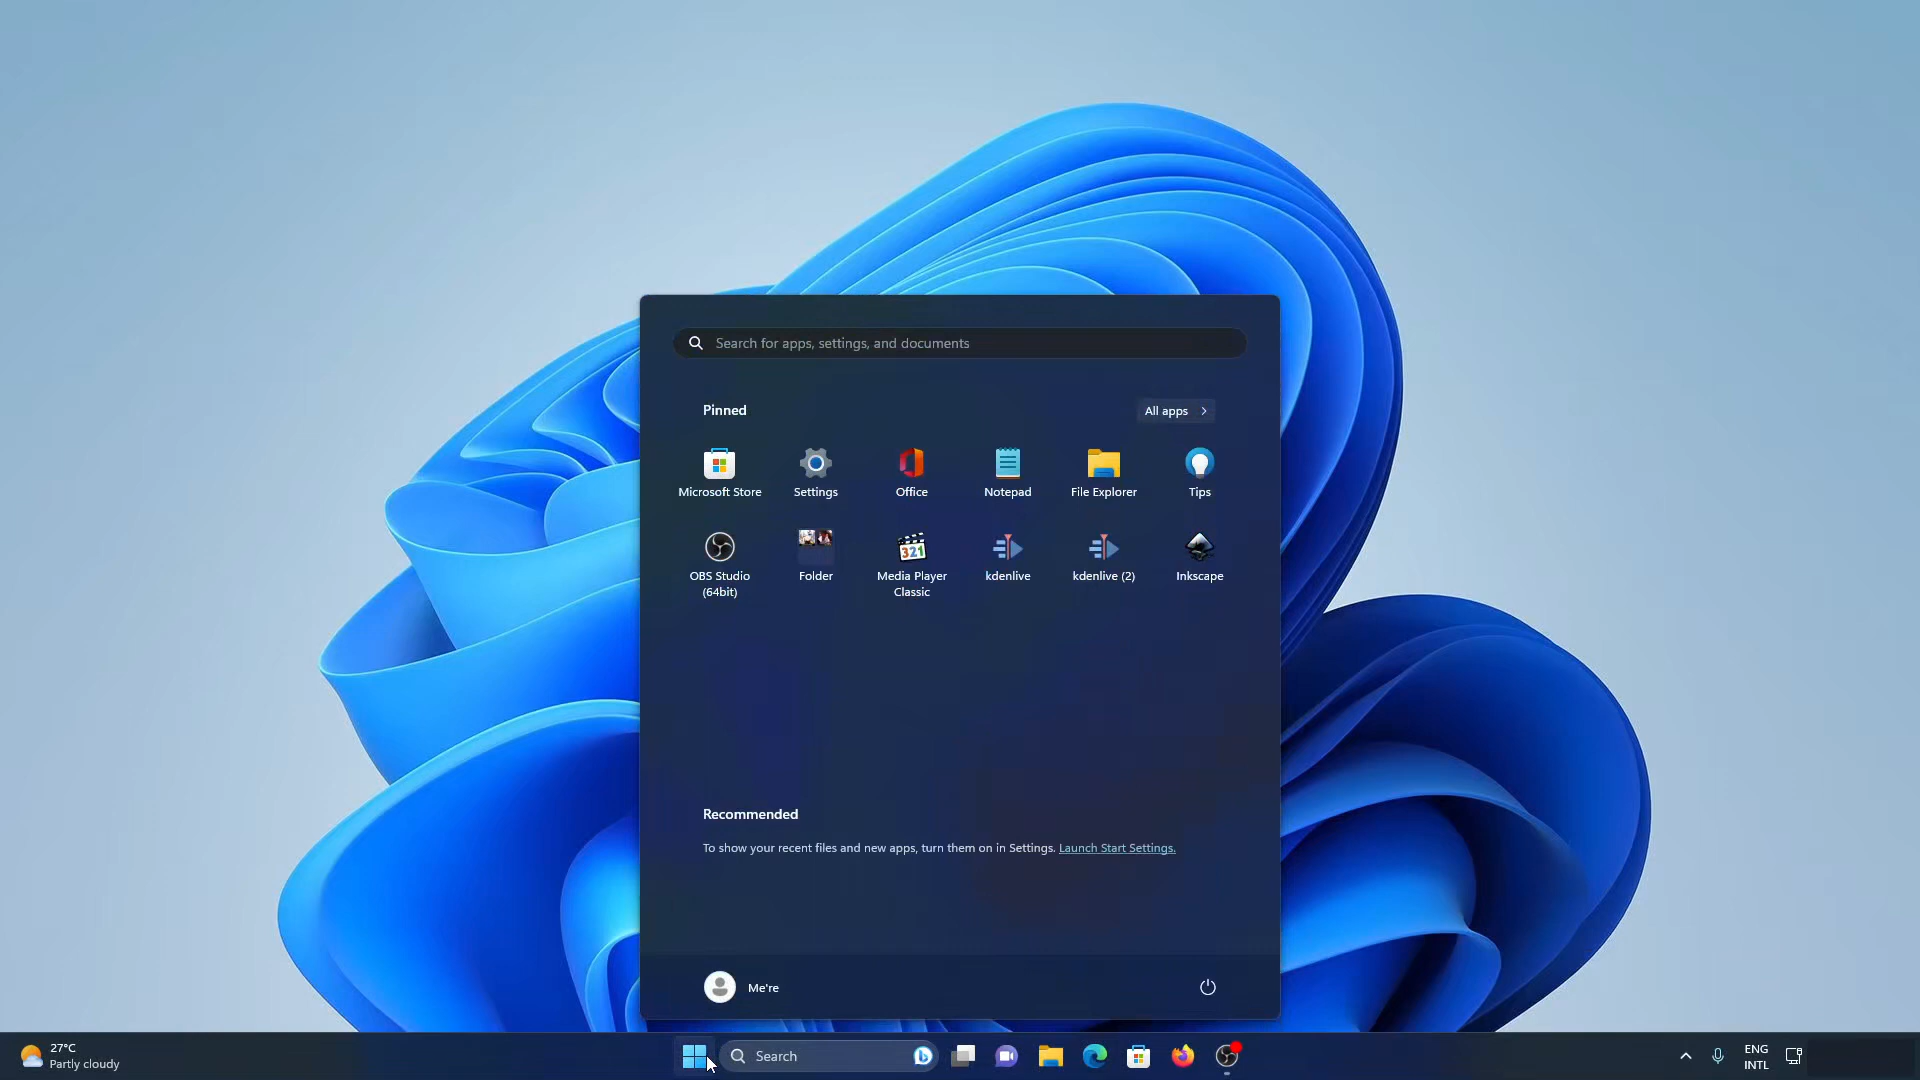 Search for apps, settings, and documents
Pinned
All apps
Microsoft Store
Settings
Office
Notepad
File Explorer
Tips
OBS Studio
(64bit)
Folder
321
Media Player
Classic
kdenlive
kdenlive (2)
Inkscape
Recommended
To show your recent files and new apps, turn them on in Settings. Launch Start Settings.
Me're
27°C
Partly cloudy
Search
ENG
INTL